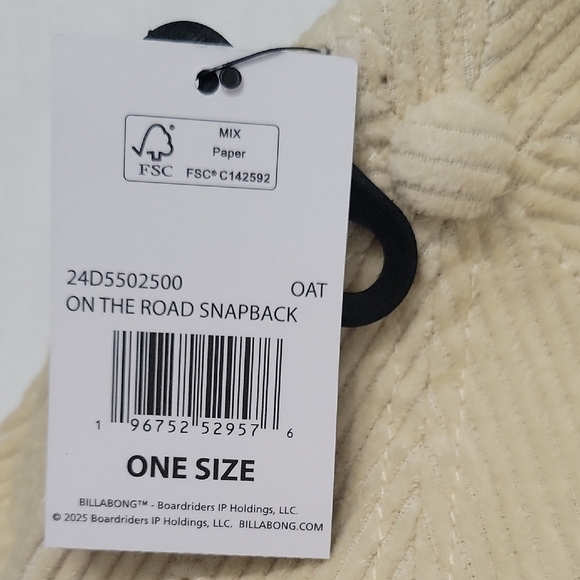 MIX
Paper
FSC® FSC® C142592
24D5502500 OAT
ON THE ROAD SNAPBACK
1 96752 52957 6
ONE SIZE
BILLABONG™ - Boardriders IP Holdings, LLC.
© 2025 Boardriders IP Holdings, LLC. BILLABONG.COM